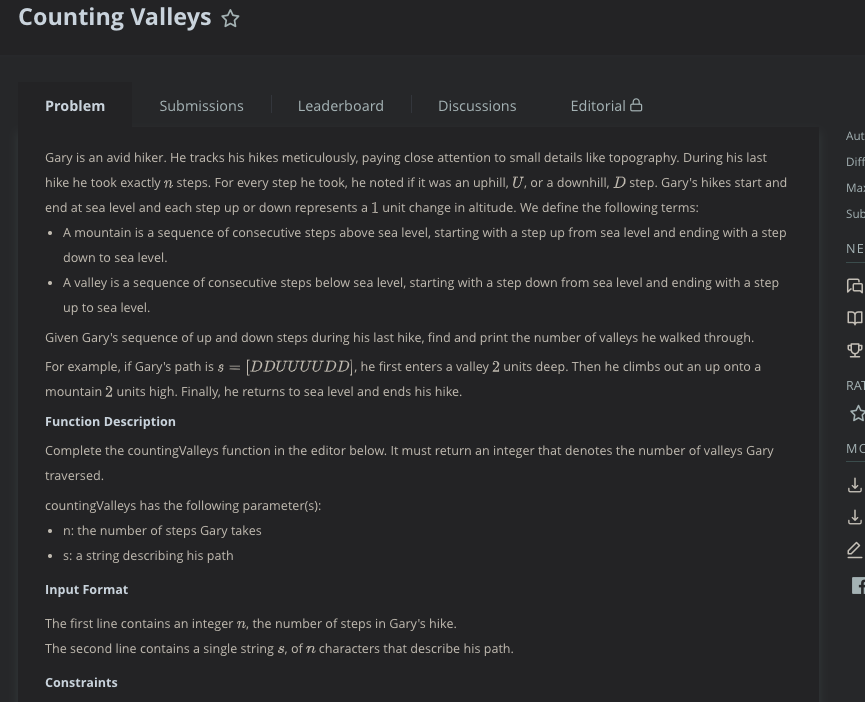 Counting Valleys
Problem
Submissions
Leaderboard
Discussions
Editorial
Gary is an avid hiker. He tracks his hikes meticulously, paying close attention to small details like topography. During his last
hike he took exactly n steps. For every step he took, he noted if it was an uphill, U, or a downhill, D step. Gary's hikes start and
end at sea level and each step up or down represents a 1 unit change in altitude. We define the following terms:
• A mountain is a sequence of consecutive steps above sea level, starting with a step up from sea level and ending with a step
down to sea level.
• A valley is a sequence of consecutive steps below sea level, starting with a step down from sea level and ending with a step
up to sea level.
Given Gary's sequence of up and down steps during his last hike, find and print the number of valleys he walked through.
For example, if Gary's path is s = [DDUUUUDD], he first enters a valley 2 units deep. Then he climbs out an up onto a
mountain 2 units high. Finally, he returns to sea level and ends his hike.
Function Description
Complete the countingValleys function in the editor below. It must return an integer that denotes the number of valleys Gary
traversed.
countingValleys has the following parameter(s):
• n: the number of steps Gary takes
• s: a string describing his path
Input Format
The first line contains an integer n, the number of steps in Gary's hike.
The second line contains a single string s, of n characters that describe his path.
Constraints
Aut
Diff
Max
Sub
NE
RAT
MO